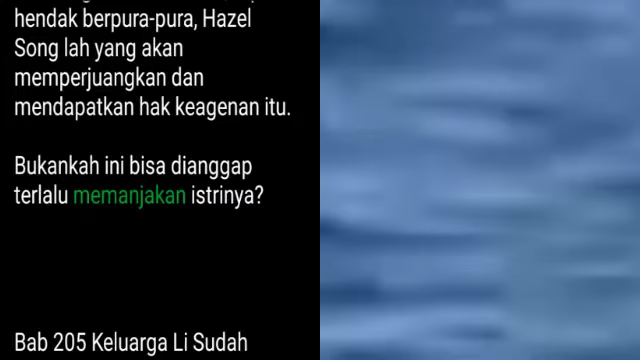 hendak berpura-pura, Hazel
Song lah yang akan
memperjuangkan dan
mendapatkan hak keagenan itu.
Bukankah ini bisa dianggap
terlalu memanjakan istrinya?
Bab 205 Keluarga Li Sudah